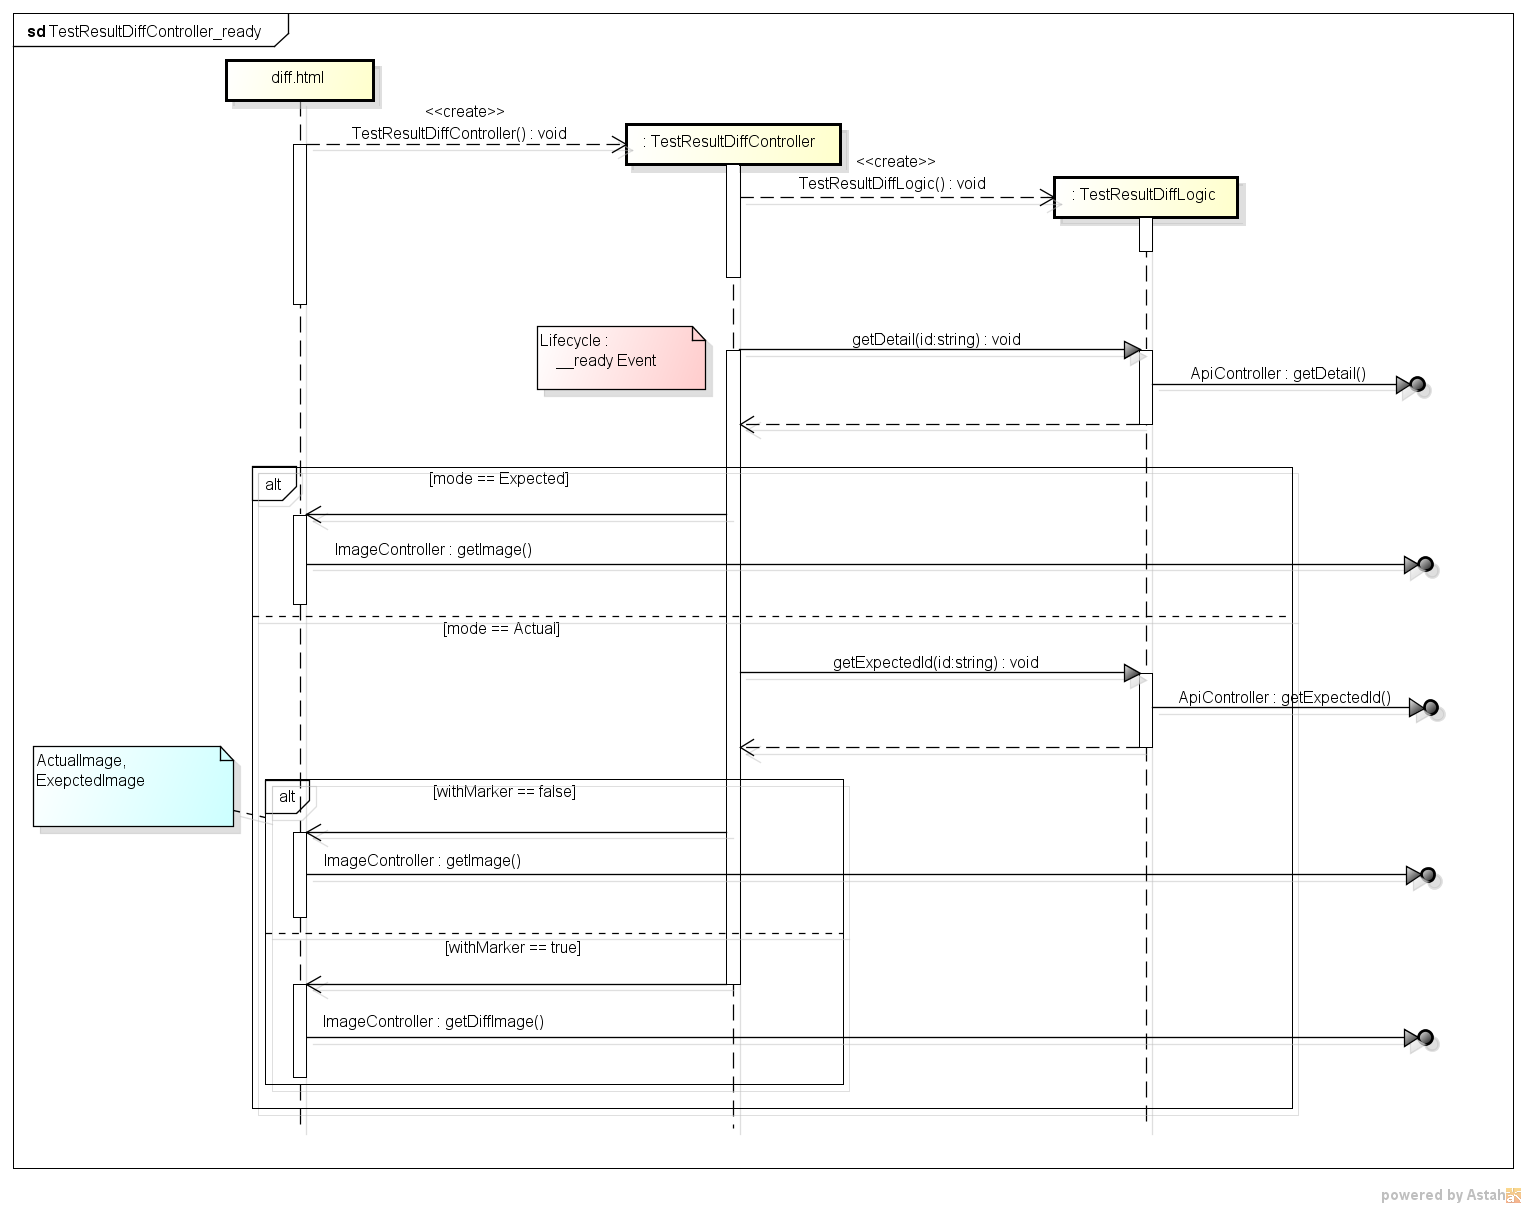 sd TestResultDiffController_ready
diff.html
<<create>>
TestResultDiffController() : void
: TestResultDiffController
<<create>>
TestResultDiffLogic() : void
: TestResultDiffLogic
Lifecycle :
__ready Event
getDetail(id:string) : void
ApiController : getDetail()
alt
[mode == Expected]
ImageController : getImage()
[mode == Actual]
getExpectedId(id:string) : void
ApiController : getExpectedId()
ActualImage,
ExepctedImage
alt
[withMarker == false]
ImageController : getImage()
[withMarker == true]
ImageController : getDiffImage()
powered by Astah